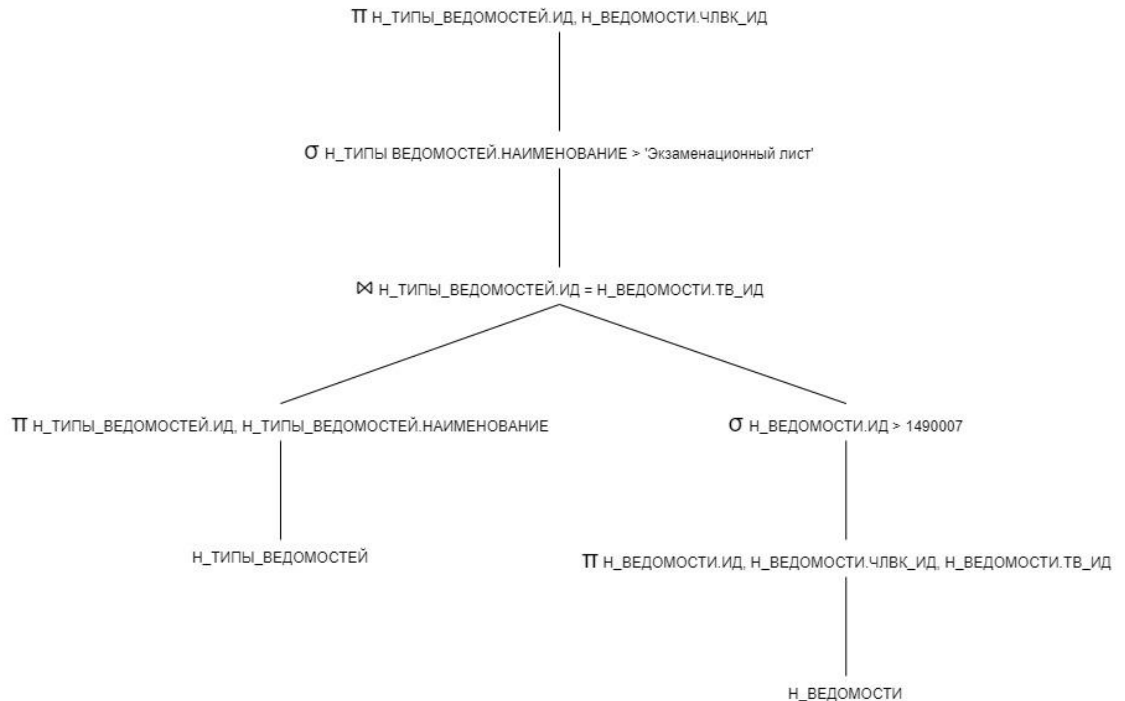 π Н_ТИПЫ_ВЕДОМОСТЕЙ.ИД, Н_ВЕДОМОСТИ.ЧЛВК_ИД
σ Н_ТИПЫ ВЕДОМОСТЕЙ.НАИМЕНОВАНИЕ > 'Экзаменационный лист'
⋈ Н_ТИПЫ_ВЕДОМОСТЕЙ.ИД = Н_ВЕДОМОСТИ.ТВ_ИД
π Н_ТИПЫ_ВЕДОМОСТЕЙ.ИД, Н_ТИПЫ_ВЕДОМОСТЕЙ.НАИМЕНОВАНИЕ
σ Н_ВЕДОМОСТИ.ИД > 1490007
Н_ТИПЫ_ВЕДОМОСТЕЙ
π Н_ВЕДОМОСТИ.ИД, Н_ВЕДОМОСТИ.ЧЛВК_ИД, Н_ВЕДОМОСТИ.ТВ_ИД
Н_ВЕДОМОСТИ